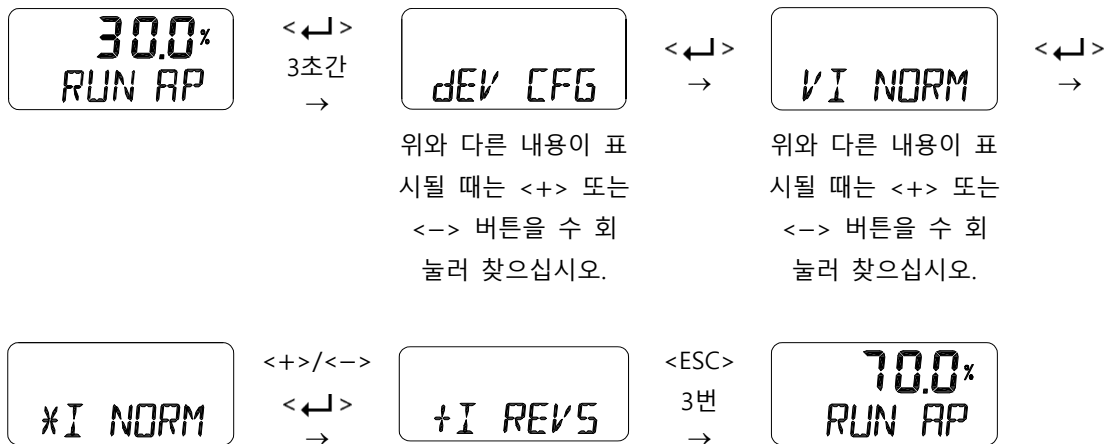 30.0%
RUN AP
<↵>
3초간
→
dEV CFG
위와 다른 내용이 표
시될 때는 <+> 또는
<−> 버튼을 수 회
눌러 찾으십시오.
<↵>
→
VI NORM
위와 다른 내용이 표
시될 때는 <+> 또는
<−> 버튼을 수 회
눌러 찾으십시오.
<↵>
→
*I NORM
<+>/<−>
<↵>
→
+I REVS
<ESC>
3번
→
70.0%
RUN AP